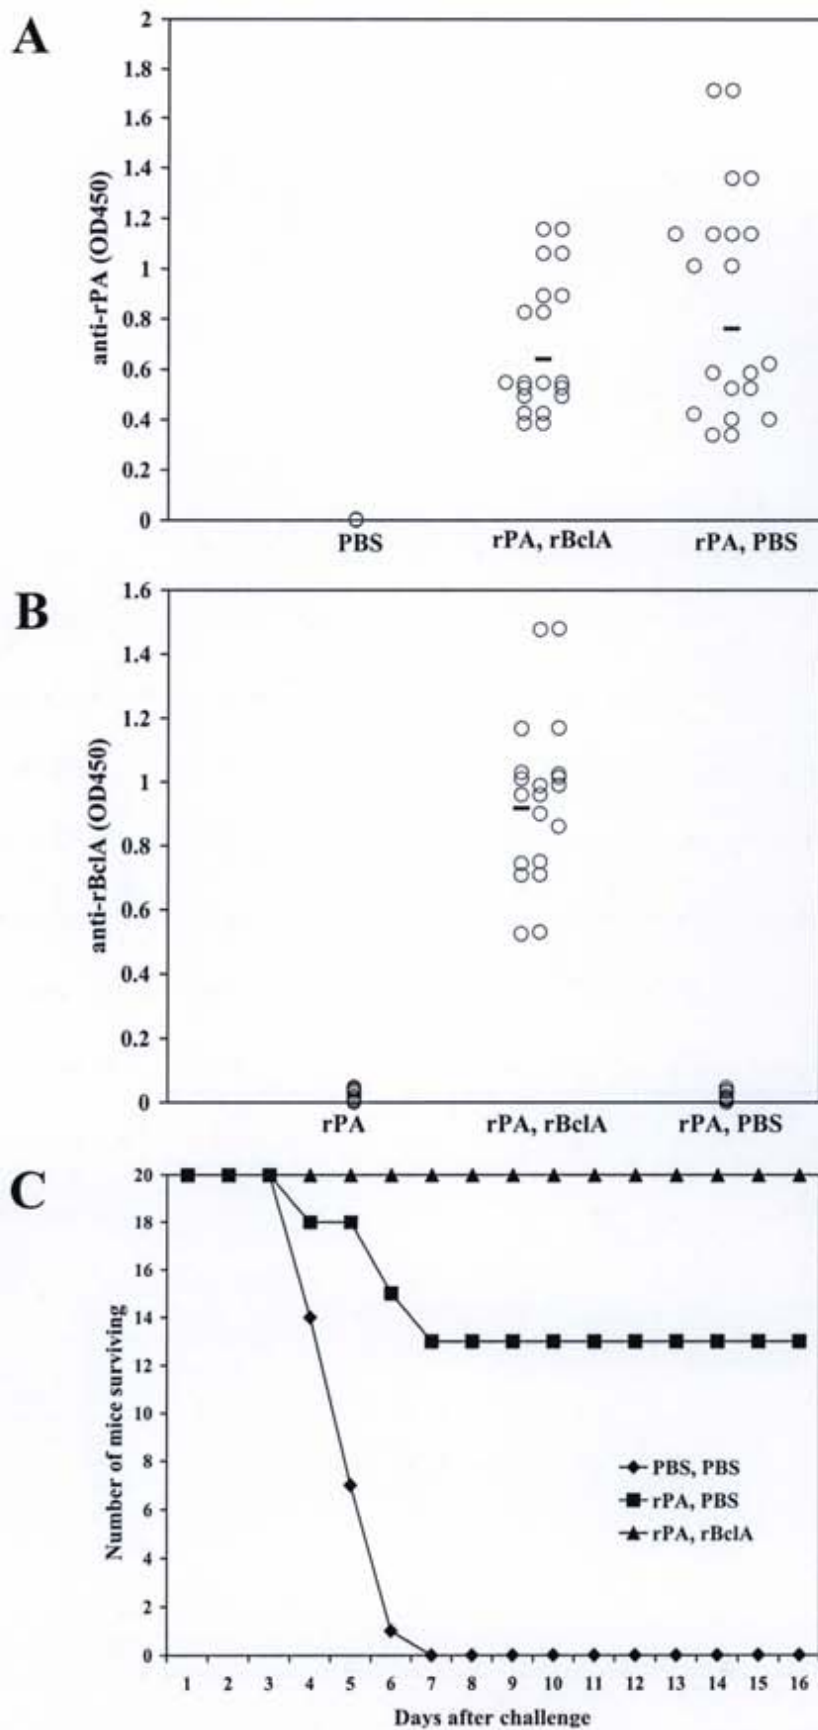 A
2
1.8
1.6
1.4
1.2
1
0.8
0.6
0.4
0.2
0
anti-rPA (OD450)
PBS
rPA, rBclA
rPA, PBS
B
1.6
1.4
1.2
1
0.8
0.6
0.4
0.2
0
anti-rBclA (OD450)
rPA
rPA, rBclA
rPA, PBS
C
20
18
16
14
12
10
8
6
4
2
0
Number of mice surviving
PBS, PBS
rPA, PBS
rPA, rBclA
1 2 3 4 5 6 7 8 9 10 11 12 13 14 15 16
Days after challenge